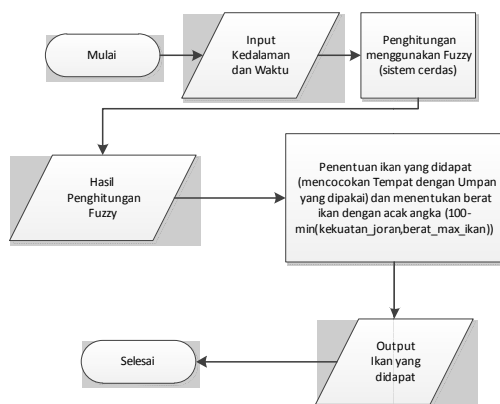 Mulai
Input
Kedalaman
dan Waktu
Penghitungan
menggunakan Fuzzy
(sistem cerdas)
Hasil
Penghitungan
Fuzzy
Penentuan ikan yang didapat
(mencocokan Tempat dengan Umpan
yang dipakai) dan menentukan berat
ikan dengan acak angka (100-
min(kekuatan_joran,berat_max_ikan))
Output
Ikan yang
didapat
Selesai